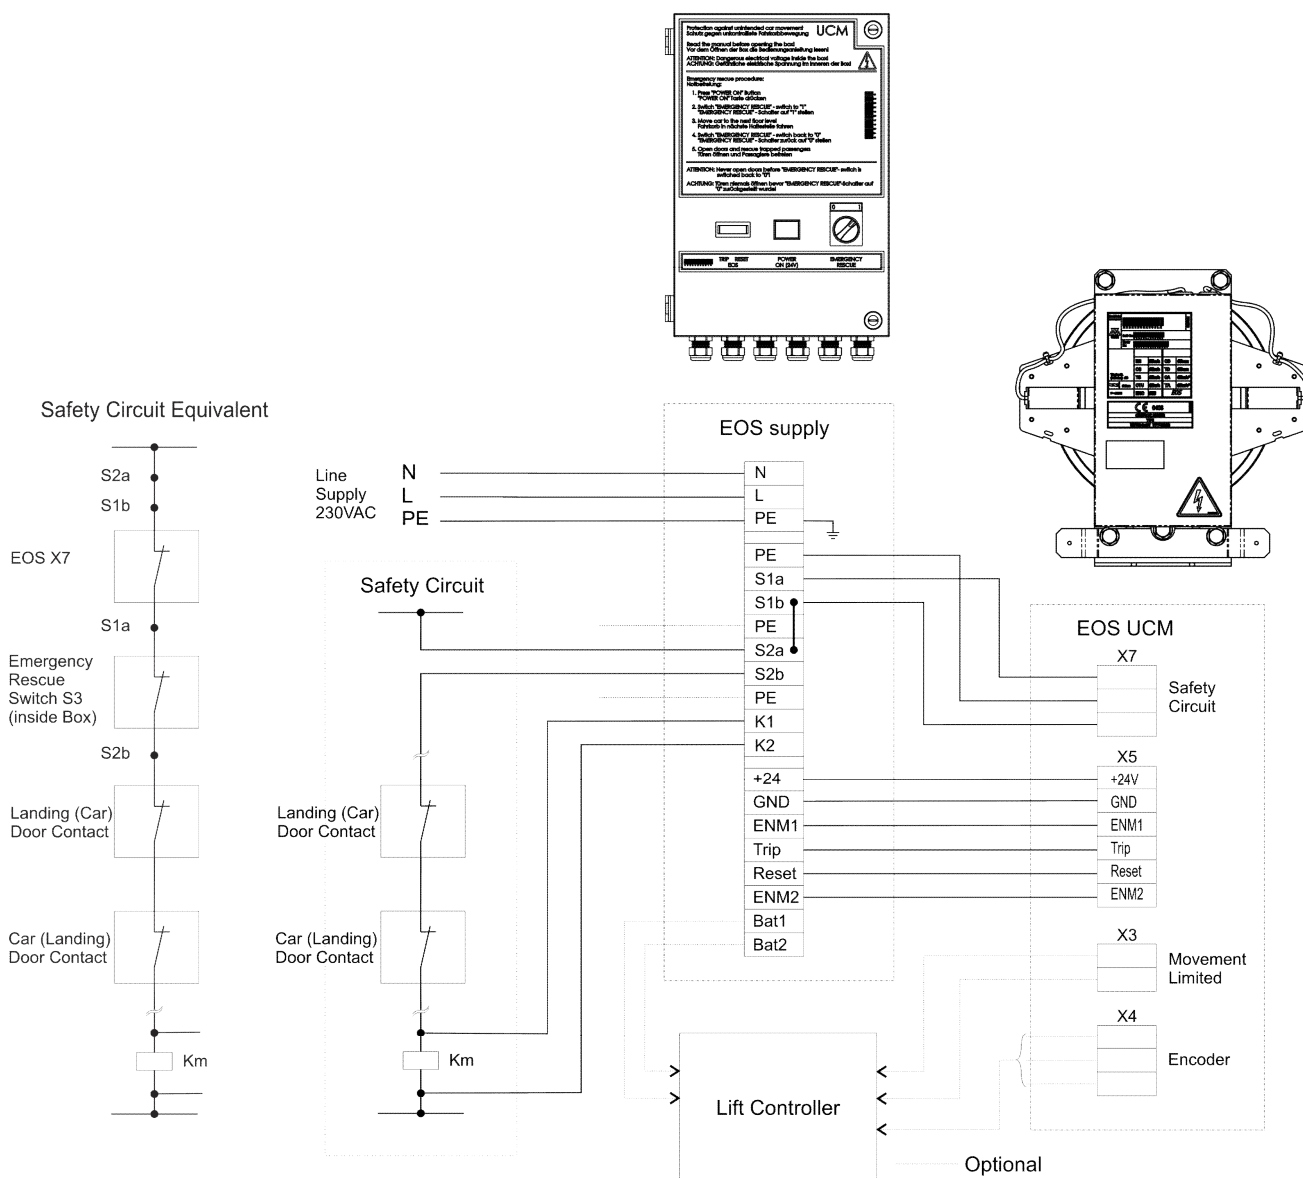 Protection against unintended car movement
Schutz gegen unkontrollierte Fahrkorbbewegung
UCM
Read the manual before opening the box!
Vor dem Öffnen der Box die Bedienungsanleitung lesen!
ATTENTION: Dangerous electrical voltage inside the box!
ACHTUNG: Gefährliche elektrische Spannung im inneren der Box!
Emergency rescue procedure:
Notbefreiung:
1. Press "POWER ON" Button
"POWER ON" Taste drücken
2. Switch "EMERGENCY RESCUE" - switch to "1"
"EMERGENCY RESCUE" - Schalter auf "1" stellen
3. Move car to the next floor level
Fahrkorb in nächste Haltestelle fahren
4. Switch "EMERGENCY RESCUE" - switch back to "0"
"EMERGENCY RESCUE" - Schalter zurück auf "0" stellen
5. Open doors and rescue trapped passengers
Türen öffnen und Passagiere befreien
ATTENTION: Never open doors before "EMERGENCY RESCUE"- switch is
switched back to "0"!
ACHTUNG: Türen niemals öffnen bevor "EMERGENCY RESCUE"-Schalter auf
"0" zurückgestellt wurde!
0 1
TRIP RESET
EOS
POWER
ON (24V)
EMERGENCY
RESCUE
Safety Circuit Equivalent
S2a
S1b
EOS X7
S1a
Emergency
Rescue
Switch S3
(inside Box)
S2b
Landing (Car)
Door Contact
Car (Landing)
Door Contact
Km
Line
Supply
230VAC
N
L
PE
Safety Circuit
Landing (Car)
Door Contact
Car (Landing)
Door Contact
Km
EOS supply
N
L
PE
PE
S1a
S1b
PE
S2a
S2b
PE
K1
K2
+24
GND
ENM1
Trip
Reset
ENM2
Bat1
Bat2
EOS UCM
X7
Safety
Circuit
X5
+24V
GND
ENM1
Trip
Reset
ENM2
X3
Movement
Limited
X4
Encoder
Lift Controller
Optional